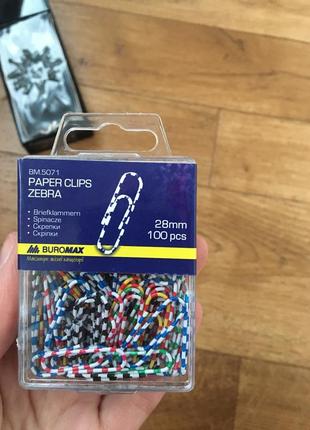 BM.5071
PAPER CLIPS
ZEBRA
• Briefklammern
• Spinacze
• Скрепки
• Скріпки
28mm
100 pcs
BUROMAX